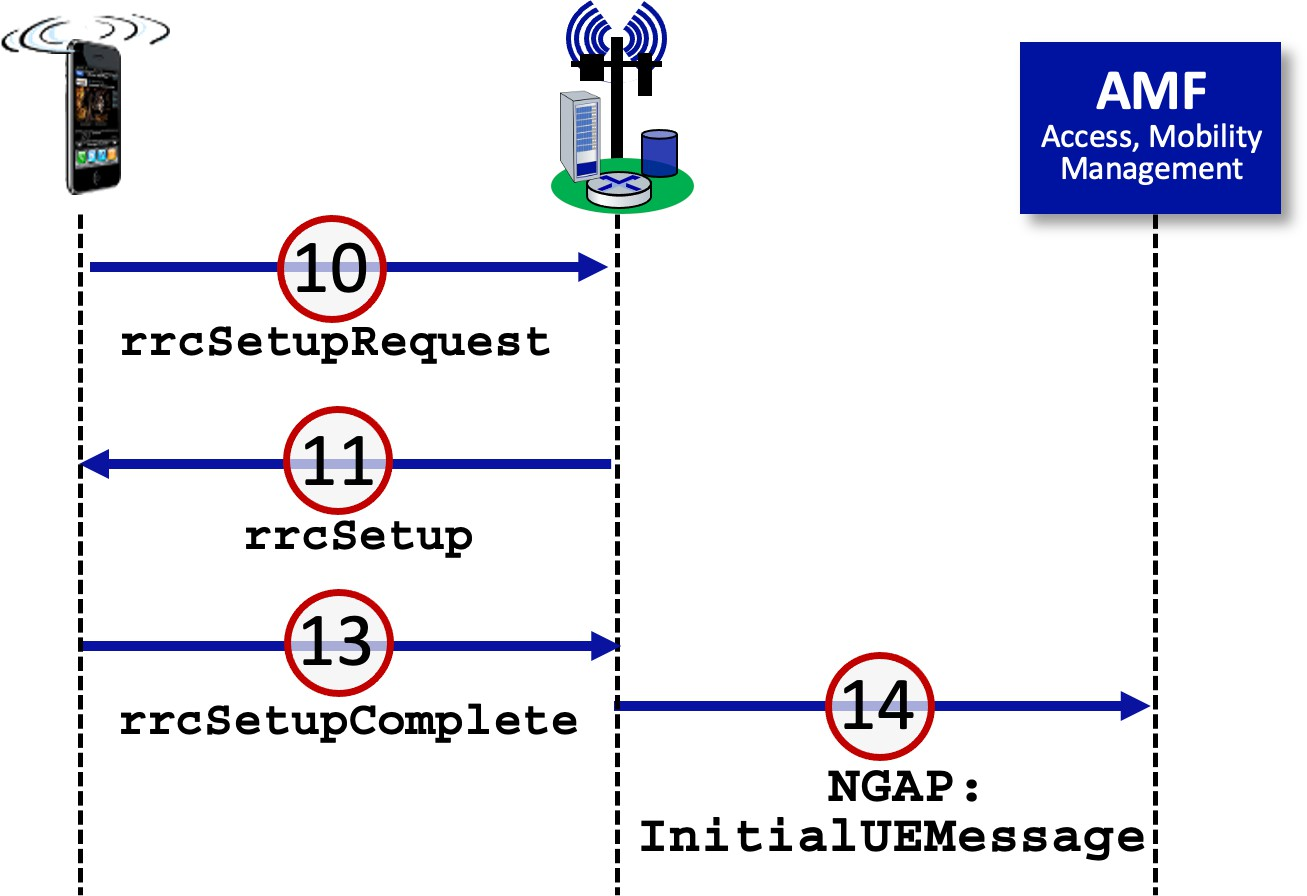 AMF
Access, Mobility
Management
10
rrcSetupRequest
11
rrcSetup
13
rrcSetupComplete
14
NGAP:
InitialUEMessage